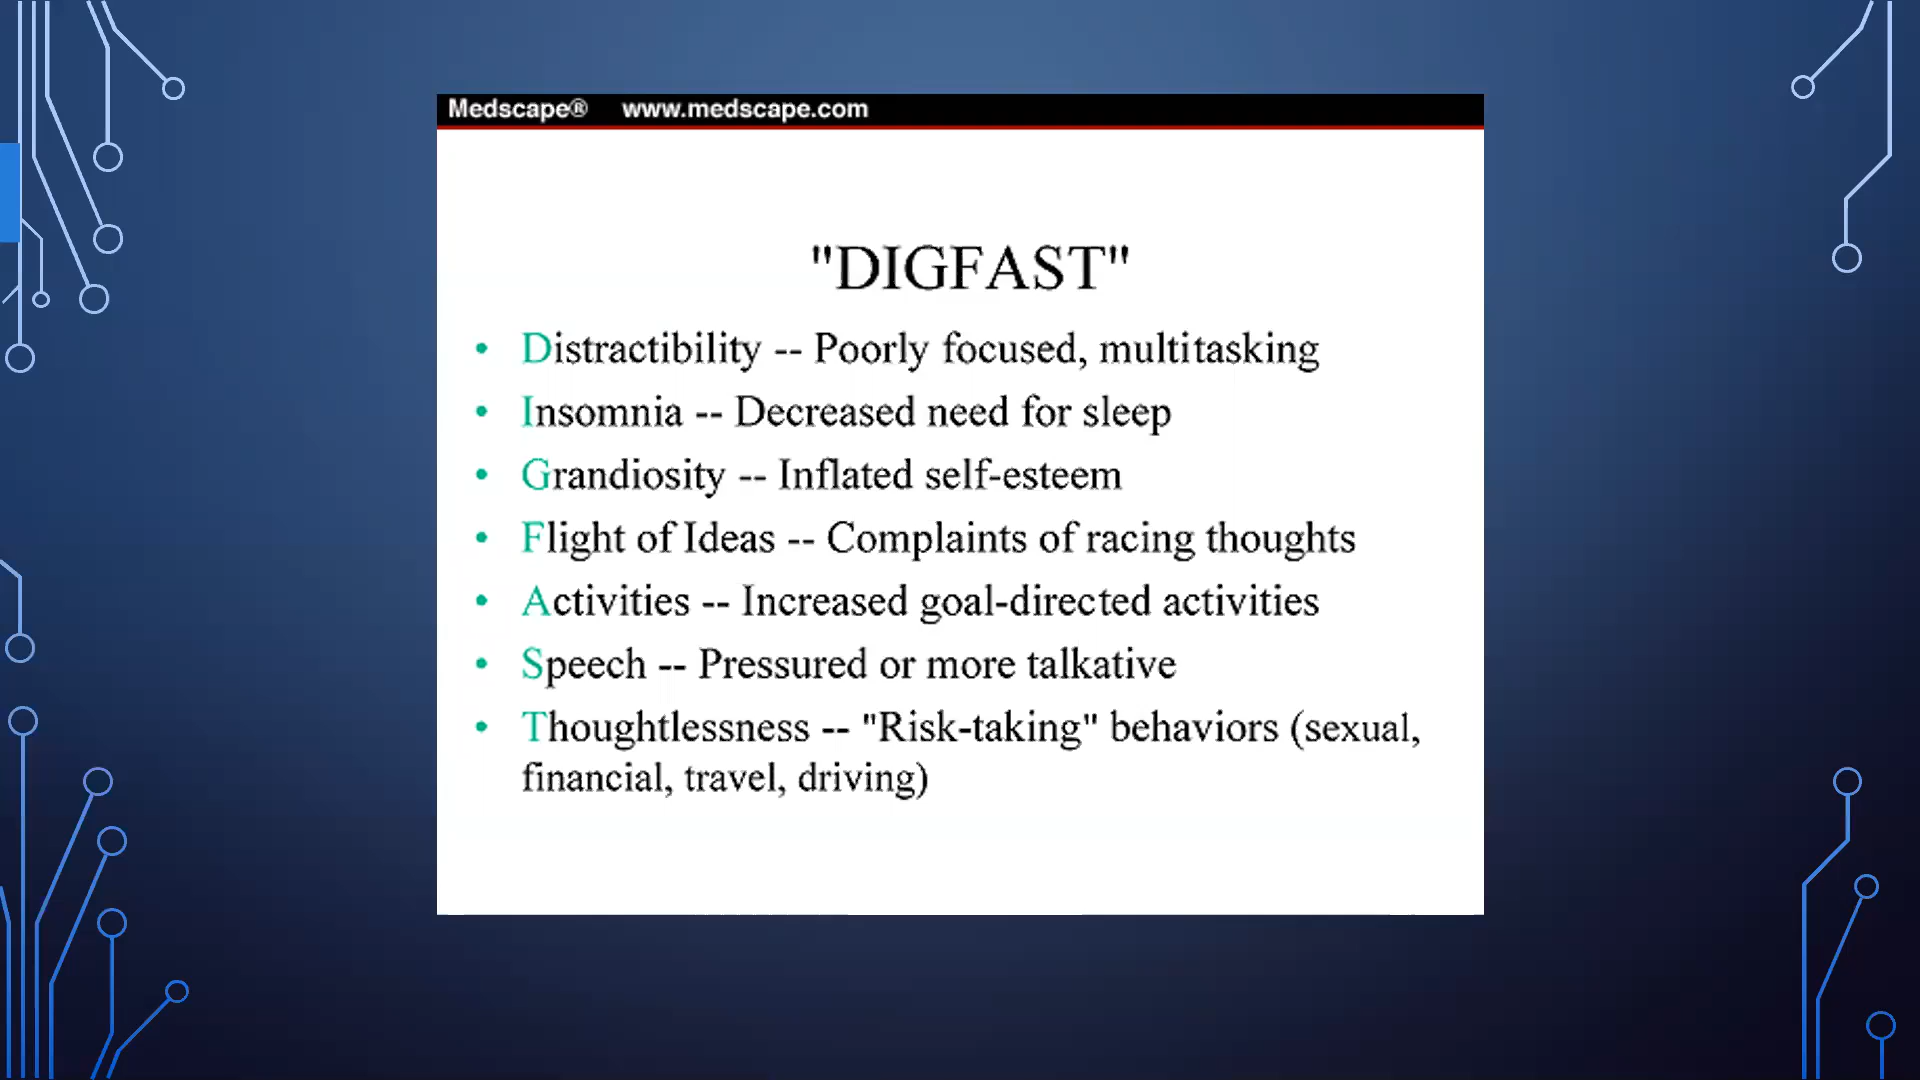 Medscape® www.medscape.com
"DIGFAST"
• Distractibility -- Poorly focused, multitasking
• Insomnia -- Decreased need for sleep
• Grandiosity -- Inflated self-esteem
• Flight of Ideas -- Complaints of racing thoughts
• Activities -- Increased goal-directed activities
• Speech -- Pressured or more talkative
• Thoughtlessness -- "Risk-taking" behaviors (sexual,
financial, travel, driving)